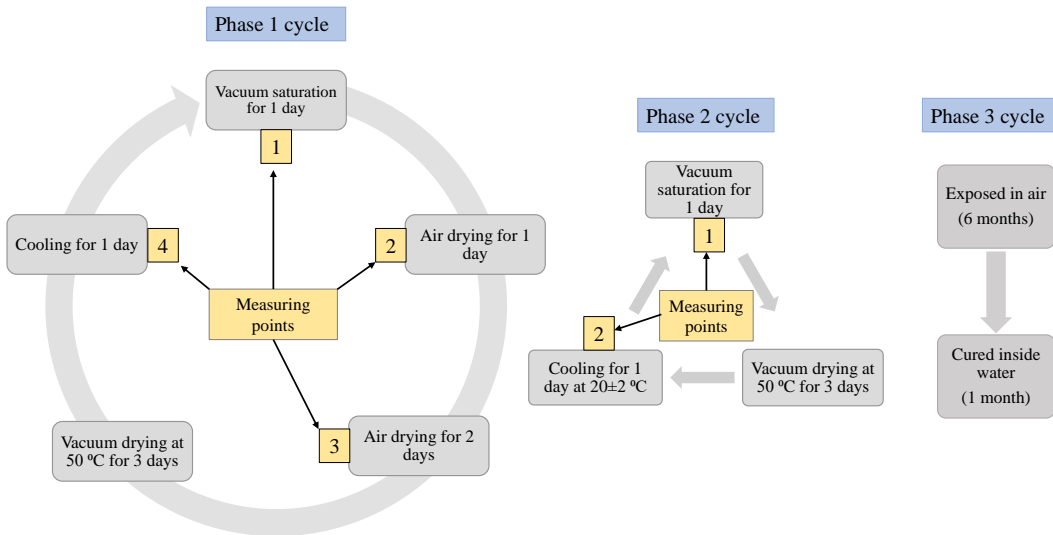 Phase 1 cycle
Vacuum saturation
for 1 day
1
Cooling for 1 day
4
2
Air drying for 1
day
Measuring
points
3
Air drying for 2
days
Vacuum drying at
50 ⁰C for 3 days
Phase 2 cycle
Vacuum
saturation for
1 day
1
Measuring
points
2
Cooling for 1
day at 20±2 ⁰C
Vacuum drying at
50 ⁰C for 3 days
Phase 3 cycle
Exposed in air
(6 months)
Cured inside
water
(1 month)